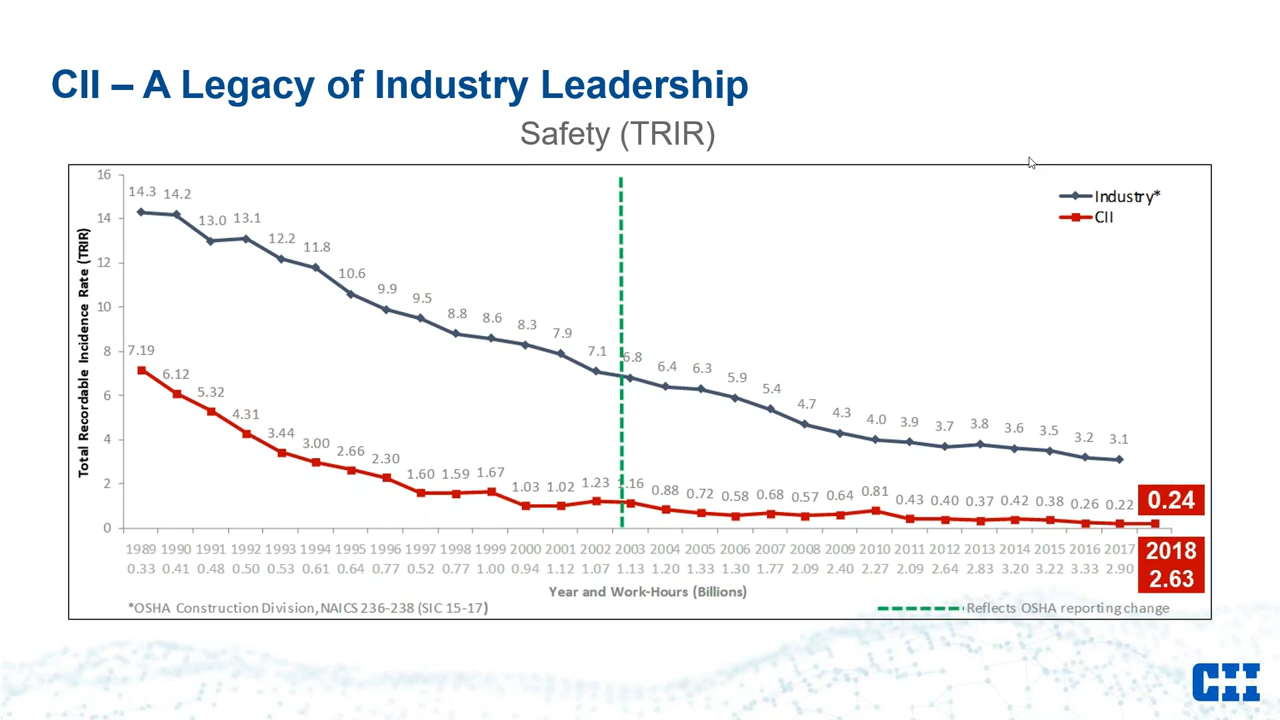 CII – A Legacy of Industry Leadership
Safety (TRIR)
Industry*
CII
Total Recordable Incidence Rate (TRIR)
16
14
12
10
8
6
4
2
0
14.3 14.2 13.0 13.1 12.2 11.8 10.6 9.9 9.5 8.8 8.6 8.3 7.9 7.1 6.8 6.4 6.3 5.9 5.4 4.7 4.3 4.0 3.9 3.7 3.8 3.6 3.5 3.2 3.1
7.19 6.12 5.32 4.31 3.44 3.00 2.66 2.30 1.60 1.59 1.67 1.03 1.02 1.23 1.16 0.88 0.72 0.58 0.68 0.57 0.64 0.81 0.43 0.40 0.37 0.42 0.38 0.26 0.22 0.24
1989 1990 1991 1992 1993 1994 1995 1996 1997 1998 1999 2000 2001 2002 2003 2004 2005 2006 2007 2008 2009 2010 2011 2012 2013 2014 2015 2016 2017 2018
0.33 0.41 0.48 0.50 0.53 0.61 0.64 0.77 0.52 0.77 1.00 0.94 1.12 1.07 1.13 1.20 1.33 1.30 1.77 2.09 2.40 2.27 2.09 2.64 2.83 3.20 3.22 3.33 2.90 2.63
Year and Work-Hours (Billions)
*OSHA Construction Division, NAICS 236-238 (SIC 15-17)
Reflects OSHA reporting change
CII